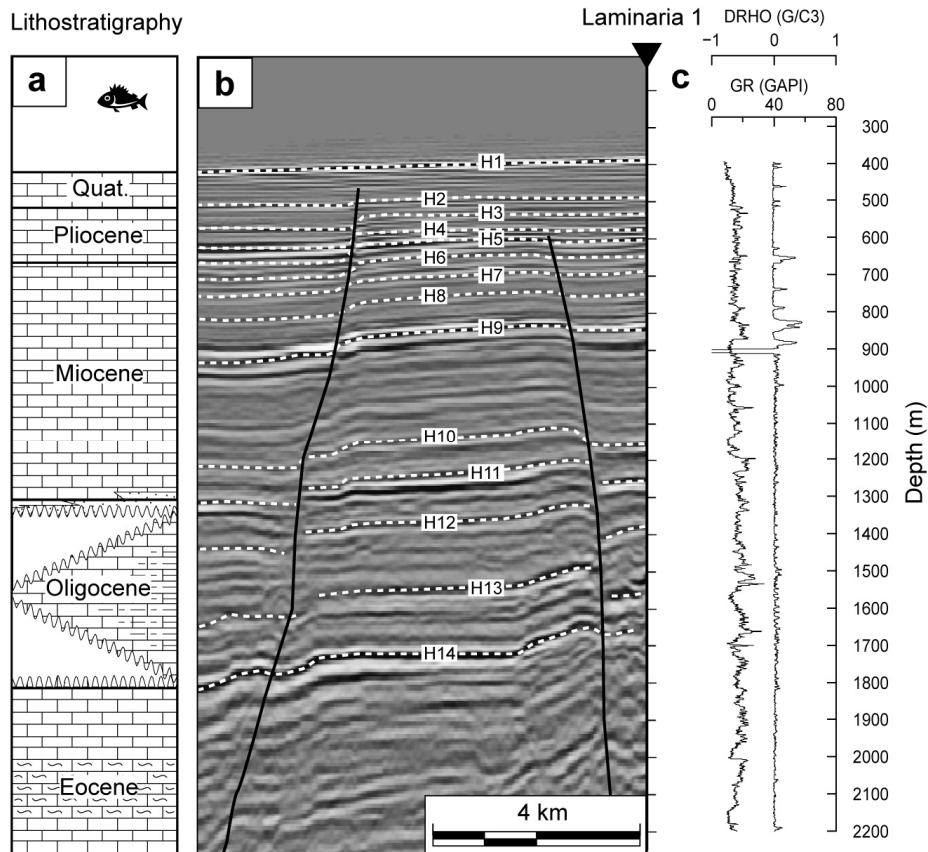 Lithostratigraphy
Laminaria 1
DRHO (G/C3)
−1 0 1
a
b
c
GR (GAPI)
0 40 80
Quat.
Pliocene
Miocene
Oligocene
Eocene
H1
H2
H3
H4
H5
H6
H7
H8
H9
H10
H11
H12
H13
H14
4 km
300
400
500
600
700
800
900
1000
1100
1200
1300
1400
1500
1600
1700
1800
1900
2000
2100
2200
Depth (m)